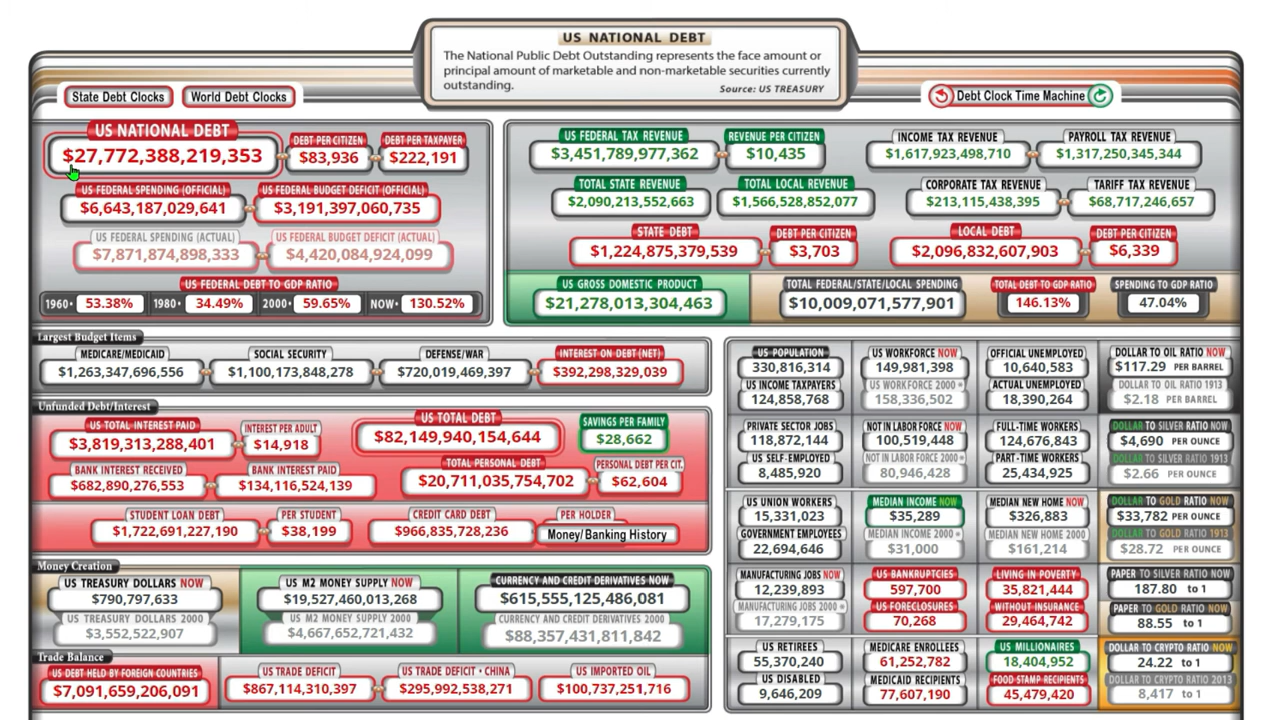 US NATIONAL DEBT
The National Public Debt Outstanding represents the face amount or
principal amount of marketable and non-marketable securities currently
outstanding.
Source: US TREASURY
State Debt Clocks
World Debt Clocks
Debt Clock Time Machine
US NATIONAL DEBT
$27,772,388,219,353
DEBT PER CITIZEN
$83,936
DEBT PER TAXPAYER
$222,191
US FEDERAL SPENDING (OFFICIAL)
$6,643,187,029,641
US FEDERAL BUDGET DEFICIT (OFFICIAL)
$3,191,397,060,735
US FEDERAL SPENDING (ACTUAL)
$7,871,874,898,333
US FEDERAL BUDGET DEFICIT (ACTUAL)
$4,420,084,924,099
US FEDERAL DEBT TO GDP RATIO
1960• 53.38%
1980• 34.49%
2000• 59.65%
NOW• 130.52%
US FEDERAL TAX REVENUE
$3,451,789,977,362
REVENUE PER CITIZEN
$10,435
INCOME TAX REVENUE
$1,617,923,498,710
PAYROLL TAX REVENUE
$1,317,250,345,344
TOTAL STATE REVENUE
$2,090,213,552,663
TOTAL LOCAL REVENUE
$1,566,528,852,077
CORPORATE TAX REVENUE
$213,115,438,395
TARIFF TAX REVENUE
$68,717,246,657
STATE DEBT
$1,224,875,379,539
DEBT PER CITIZEN
$3,703
LOCAL DEBT
$2,096,832,607,903
DEBT PER CITIZEN
$6,339
US GROSS DOMESTIC PRODUCT
$21,278,013,304,463
TOTAL FEDERAL/STATE/LOCAL SPENDING
$10,009,071,577,901
TOTAL DEBT TO GDP RATIO
146.13%
SPENDING TO GDP RATIO
47.04%
Largest Budget Items
MEDICARE/MEDICAID
$1,263,347,696,556
SOCIAL SECURITY
$1,100,173,848,278
DEFENSE/WAR
$720,019,469,397
INTEREST ON DEBT (NET)
$392,298,329,039
Unfunded Debt/Interest
US TOTAL INTEREST PAID
$3,819,313,288,401
INTEREST PER ADULT
$14,918
US TOTAL DEBT
$82,149,940,154,644
SAVINGS PER FAMILY
$28,662
BANK INTEREST RECEIVED
$682,890,276,553
BANK INTEREST PAID
$134,116,524,139
TOTAL PERSONAL DEBT
$20,711,035,754,702
PERSONAL DEBT PER CIT.
$62,604
STUDENT LOAN DEBT
$1,722,691,227,190
PER STUDENT
$38,199
CREDIT CARD DEBT
$966,835,728,236
PER HOLDER
Money/Banking History
Money Creation
US TREASURY DOLLARS NOW
$790,797,633
US TREASURY DOLLARS 2000
$3,552,522,907
US M2 MONEY SUPPLY NOW
$19,527,460,013,268
US M2 MONEY SUPPLY 2000
$4,667,652,721,432
CURRENCY AND CREDIT DERIVATIVES NOW
$615,555,125,486,081
CURRENCY AND CREDIT DERIVATIVES 2000
$88,357,431,811,842
Trade Balance
US DEBT HELD BY FOREIGN COUNTRIES
$7,091,659,206,091
US TRADE DEFICIT
$867,114,310,397
US TRADE DEFICIT • CHINA
$295,992,538,271
US IMPORTED OIL
$100,737,251,716
US POPULATION
330,816,314
US INCOME TAXPAYERS
124,858,768
US WORKFORCE NOW
149,981,398
US WORKFORCE 2000
158,336,502
OFFICIAL UNEMPLOYED
10,640,583
ACTUAL UNEMPLOYED
18,390,264
DOLLAR TO OIL RATIO NOW
$117.29 PER BARREL
DOLLAR TO OIL RATIO 1913
$2.18 PER BARREL
PRIVATE SECTOR JOBS
118,872,144
US SELF-EMPLOYED
8,485,920
NOT IN LABOR FORCE NOW
100,519,448
NOT IN LABOR FORCE 2000
80,946,428
FULL-TIME WORKERS
124,676,843
PART-TIME WORKERS
25,434,925
DOLLAR TO SILVER RATIO NOW
$4,690 PER OUNCE
DOLLAR TO SILVER RATIO 1913
$2.66 PER OUNCE
US UNION WORKERS
15,331,023
GOVERNMENT EMPLOYEES
22,694,646
MEDIAN INCOME NOW
$35,289
MEDIAN INCOME 2000
$31,000
MEDIAN NEW HOME NOW
$326,883
MEDIAN NEW HOME 2000
$161,214
DOLLAR TO GOLD RATIO NOW
$33,782 PER OUNCE
DOLLAR TO GOLD RATIO 1913
$28.72 PER OUNCE
MANUFACTURING JOBS NOW
12,239,893
MANUFACTURING JOBS 2000
17,279,175
US BANKRUPTCIES
597,700
US FORECLOSURES
70,268
LIVING IN POVERTY
35,821,444
WITHOUT INSURANCE
29,464,742
PAPER TO SILVER RATIO NOW
187.80 to 1
PAPER TO GOLD RATIO NOW
88.55 to 1
US RETIREES
55,370,240
US DISABLED
9,646,209
MEDICARE ENROLLEES
61,252,782
MEDICAID RECIPIENTS
77,607,190
US MILLIONAIRES
18,404,952
FOOD STAMP RECIPIENTS
45,479,420
DOLLAR TO CRYPTO RATIO NOW
24.22 to 1
DOLLAR TO CRYPTO RATIO 2013
8,417 to 1